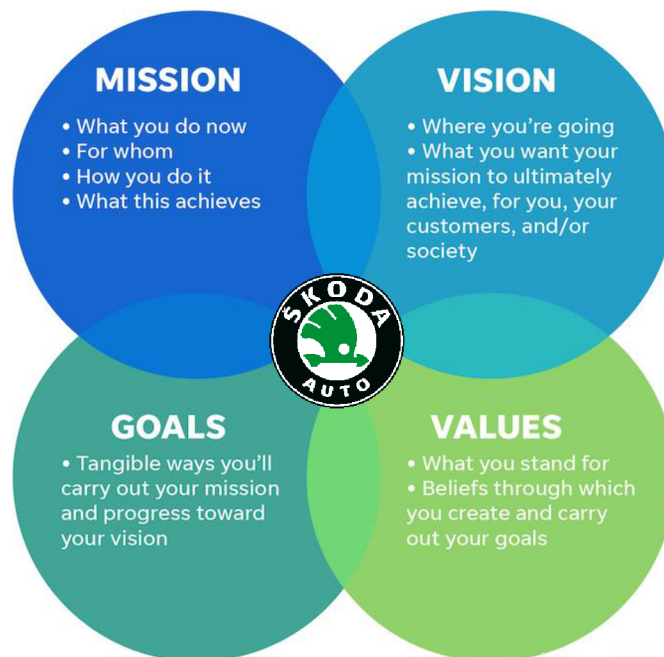 MISSION
• What you do now
• For whom
• How you do it
• What this achieves
VISION
• Where you’re going
• What you want your
mission to ultimately
achieve, for you, your
customers, and/or
society
ŠKODA
AUTO
GOALS
• Tangible ways you’ll
carry out your mission
and progress toward
your vision
VALUES
• What you stand for
• Beliefs through which
you create and carry
out your goals